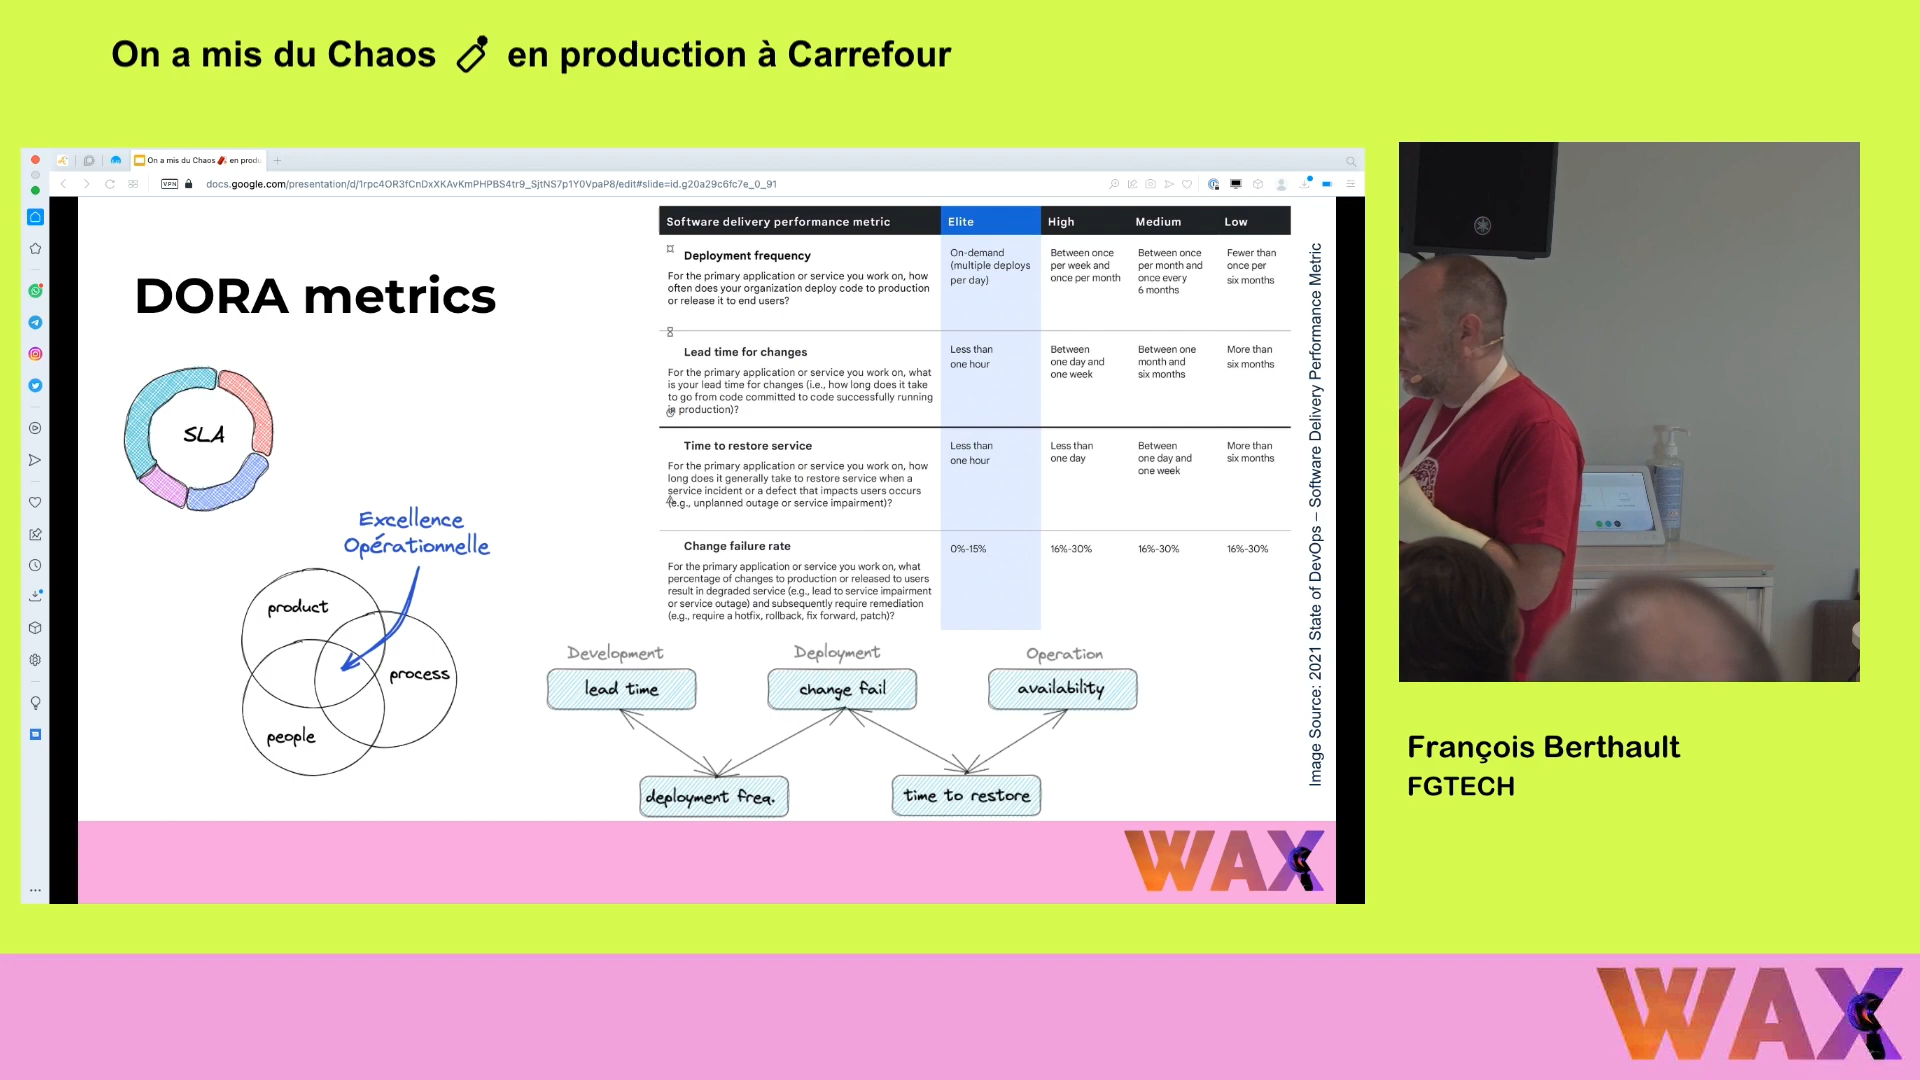 On a mis du Chaos 🧨 en production à Carrefour
On a mis du Chaos 🧨 en produ
VPN
docs.google.com/presentation/d/1rpc4OR3fCnDxXKAvKmPHPBS4tr9_SjtNS7p1Y0VpaP8/edit#slide=id.g20a29c6fc7e_0_91
DORA metrics
SLA
Excellence
Opérationnelle
product
process
people
Software delivery performance metric
Elite
High
Medium
Low
Deployment frequency
For the primary application or service you work on, how
often does your organization deploy code to production
or release it to end users?
On-demand
(multiple deploys
per day)
Between once
per week and
once per month
Between once
per month and
once every
6 months
Fewer than
once per
six months
Lead time for changes
For the primary application or service you work on, what
is your lead time for changes (i.e., how long does it take
to go from code committed to code successfully running
in production)?
Less than
one hour
Between
one day and
one week
Between one
month and
six months
More than
six months
Time to restore service
For the primary application or service you work on, how
long does it generally take to restore service when a
service incident or a defect that impacts users occurs
(e.g., unplanned outage or service impairment)?
Less than
one hour
Less than
one day
Between
one day and
one week
More than
six months
Change failure rate
For the primary application or service you work on, what
percentage of changes to production or released to users
result in degraded service (e.g., lead to service impairment
or service outage) and subsequently require remediation
(e.g., require a hotfix, rollback, fix forward, patch)?
0%-15%
16%-30%
16%-30%
16%-30%
Image Source: 2021 State of DevOps – Software Delivery Performance Metric
Development
Deployment
Operation
lead time
change fail
availability
deployment freq.
time to restore
WAX
François Berthault
FGTECH
WAX